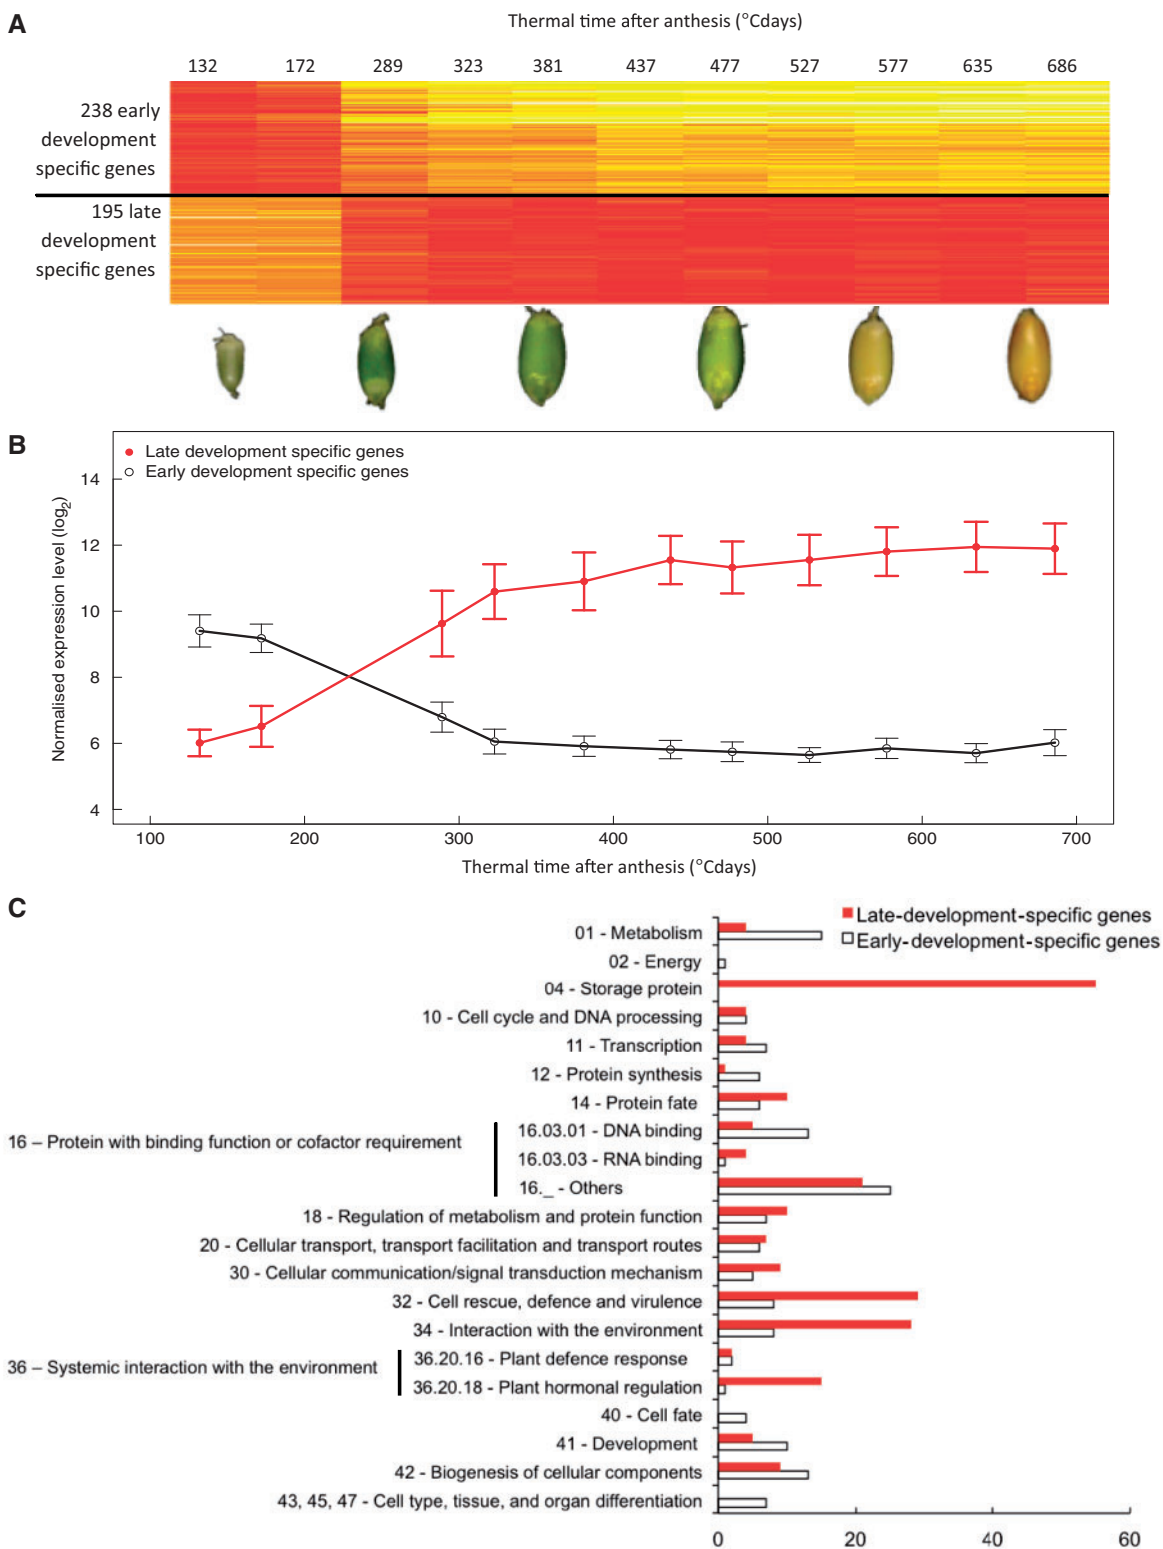 A
Thermal time after anthesis (°Cdays)
132 172 289 323 381 437 477 527 577 635 686
238 early
development
specific genes
195 late
development
specific genes
B
Late development specific genes
Early development specific genes
Normalised expression level (log2)
14
12
10
8
6
4
100 200 300 400 500 600 700
Thermal time after anthesis (°Cdays)
C
Late-development-specific genes
Early-development-specific genes
01 - Metabolism
02 - Energy
04 - Storage protein
10 - Cell cycle and DNA processing
11 - Transcription
12 - Protein synthesis
14 - Protein fate
16 – Protein with binding function or cofactor requirement
16.03.01 - DNA binding
16.03.03 - RNA binding
16._ - Others
18 - Regulation of metabolism and protein function
20 - Cellular transport, transport facilitation and transport routes
30 - Cellular communication/signal transduction mechanism
32 - Cell rescue, defence and virulence
34 - Interaction with the environment
36 – Systemic interaction with the environment
36.20.16 - Plant defence response
36.20.18 - Plant hormonal regulation
40 - Cell fate
41 - Development
42 - Biogenesis of cellular components
43, 45, 47 - Cell type, tissue, and organ differentiation
0 20 40 60